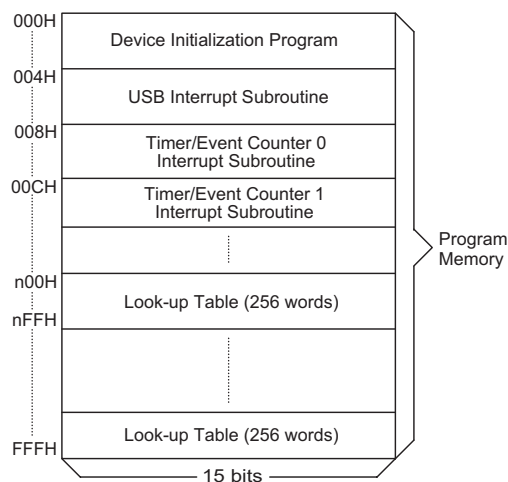 000H
Device Initialization Program
004H
USB Interrupt Subroutine
008H
Timer/Event Counter 0
Interrupt Subroutine
00CH
Timer/Event Counter 1
Interrupt Subroutine
Program
Memory
n00H
Look-up Table (256 words)
nFFH
Look-up Table (256 words)
FFFH
15 bits